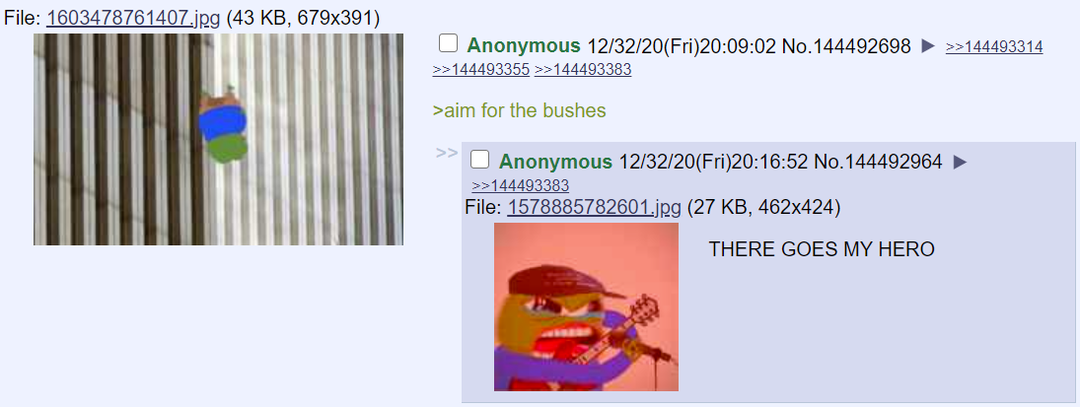 File: 1603478761407.jpg (43 KB, 679x391)
Anonymous 12/32/20(Fri)20:09:02 No.144492698 ▶ >>144493314
>>144493355 >>144493383
>aim for the bushes
>> Anonymous 12/32/20(Fri)20:16:52 No.144492964 ▶
>>144493383
File: 1578885782601.jpg (27 KB, 462x424)
THERE GOES MY HERO